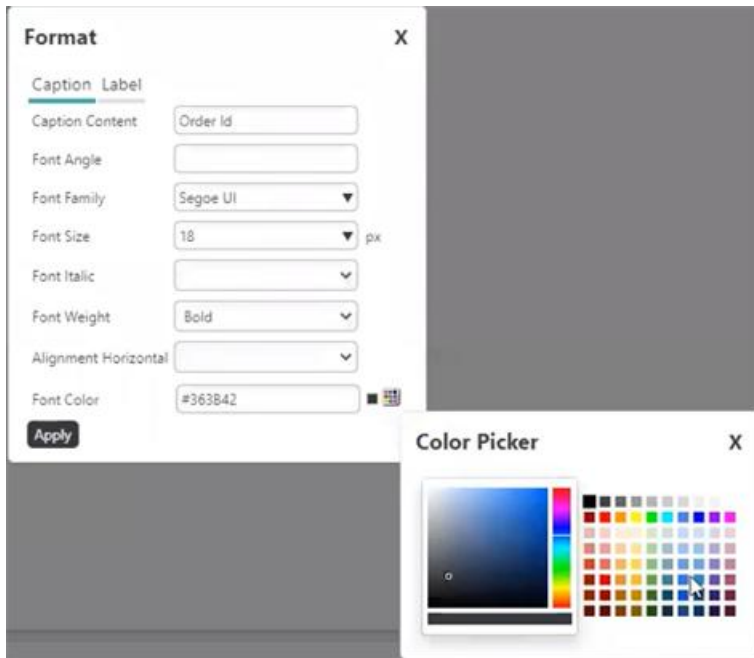 Format X
Caption Label
Caption Content Order Id
Font Angle
Font Family Segoe UI
Font Size 18 px
Font Italic
Font Weight Bold
Alignment Horizontal
Font Color #363B42
Apply
Color Picker X